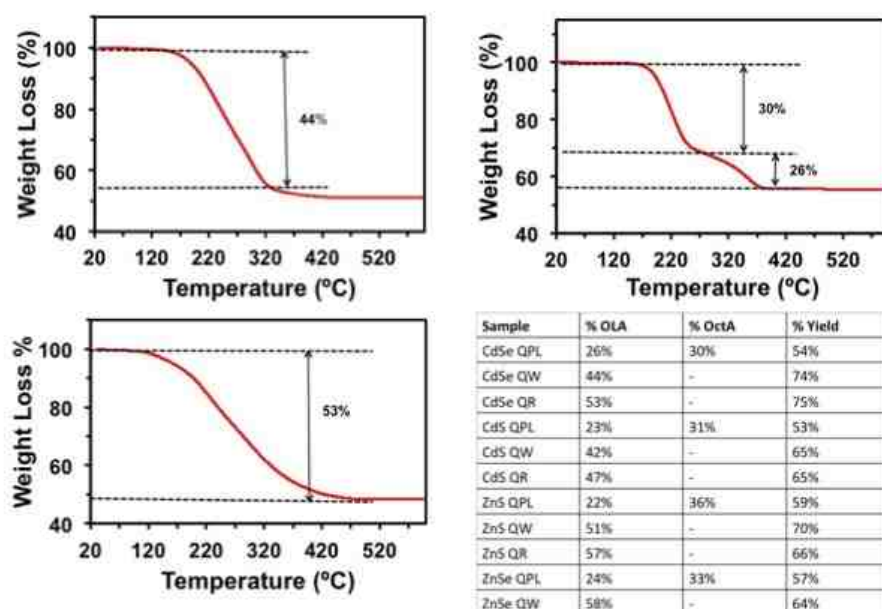 Weight Loss (%)
100
80
60
40
44%
20 120 220 320 420 520
Temperature (ºC)
Weight Loss (%)
100
80
60
40
30%
26%
20 120 220 320 420 520
Temperature (ºC)
Weight Loss %
100
80
60
40
53%
20 120 220 320 420 520
Temperature (ºC)
Sample % OLA % OctA % Yield
CdSe QPL 26% 30% 54%
CdSe QW 44% - 74%
CdSe QR 53% - 75%
CdS QPL 23% 31% 53%
CdS QW 42% - 65%
CdS QR 47% - 65%
ZnS QPL 22% 36% 59%
ZnS QW 51% - 70%
ZnS QR 57% - 66%
ZnSe QPL 24% 33% 57%
ZnSe QW 58% - 64%